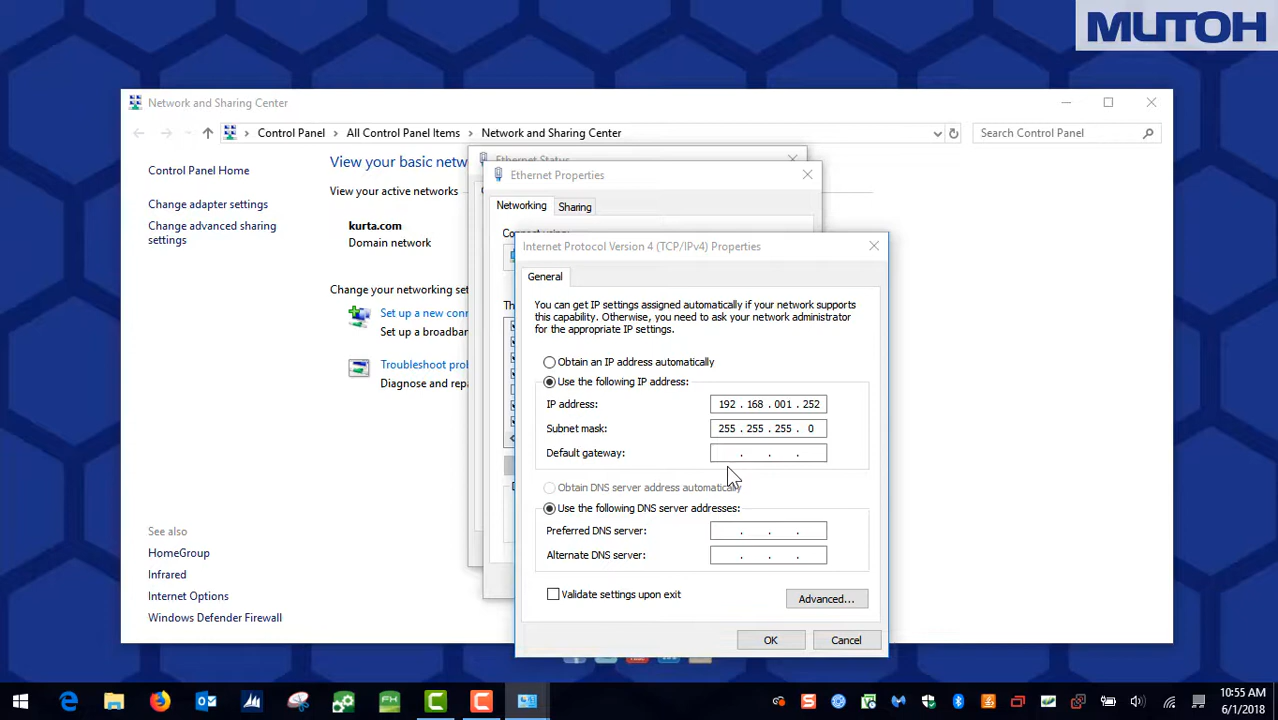 MUTOH
Network and Sharing Center
Control Panel > All Control Panel Items > Network and Sharing Center
Search Control Panel
Control Panel Home
Change adapter settings
Change advanced sharing
settings
View your basic netw
View your active networks
kurta.com
Domain network
Change your networking set
Set up a new conn
Set up a broadban
Troubleshoot prob
Diagnose and repa
See also
HomeGroup
Infrared
Internet Options
Windows Defender Firewall
Ethernet Status
Ethernet Properties
Networking
Sharing
Internet Protocol Version 4 (TCP/IPv4) Properties
General
You can get IP settings assigned automatically if your network supports
this capability. Otherwise, you need to ask your network administrator
for the appropriate IP settings.
Obtain an IP address automatically
Use the following IP address:
IP address: 192 . 168 . 001 . 252
Subnet mask: 255 . 255 . 255 . 0
Default gateway: . . .
Obtain DNS server address automatically
Use the following DNS server addresses:
Preferred DNS server: . . .
Alternate DNS server: . . .
Validate settings upon exit
Advanced...
OK
Cancel
10:55 AM
6/1/2018